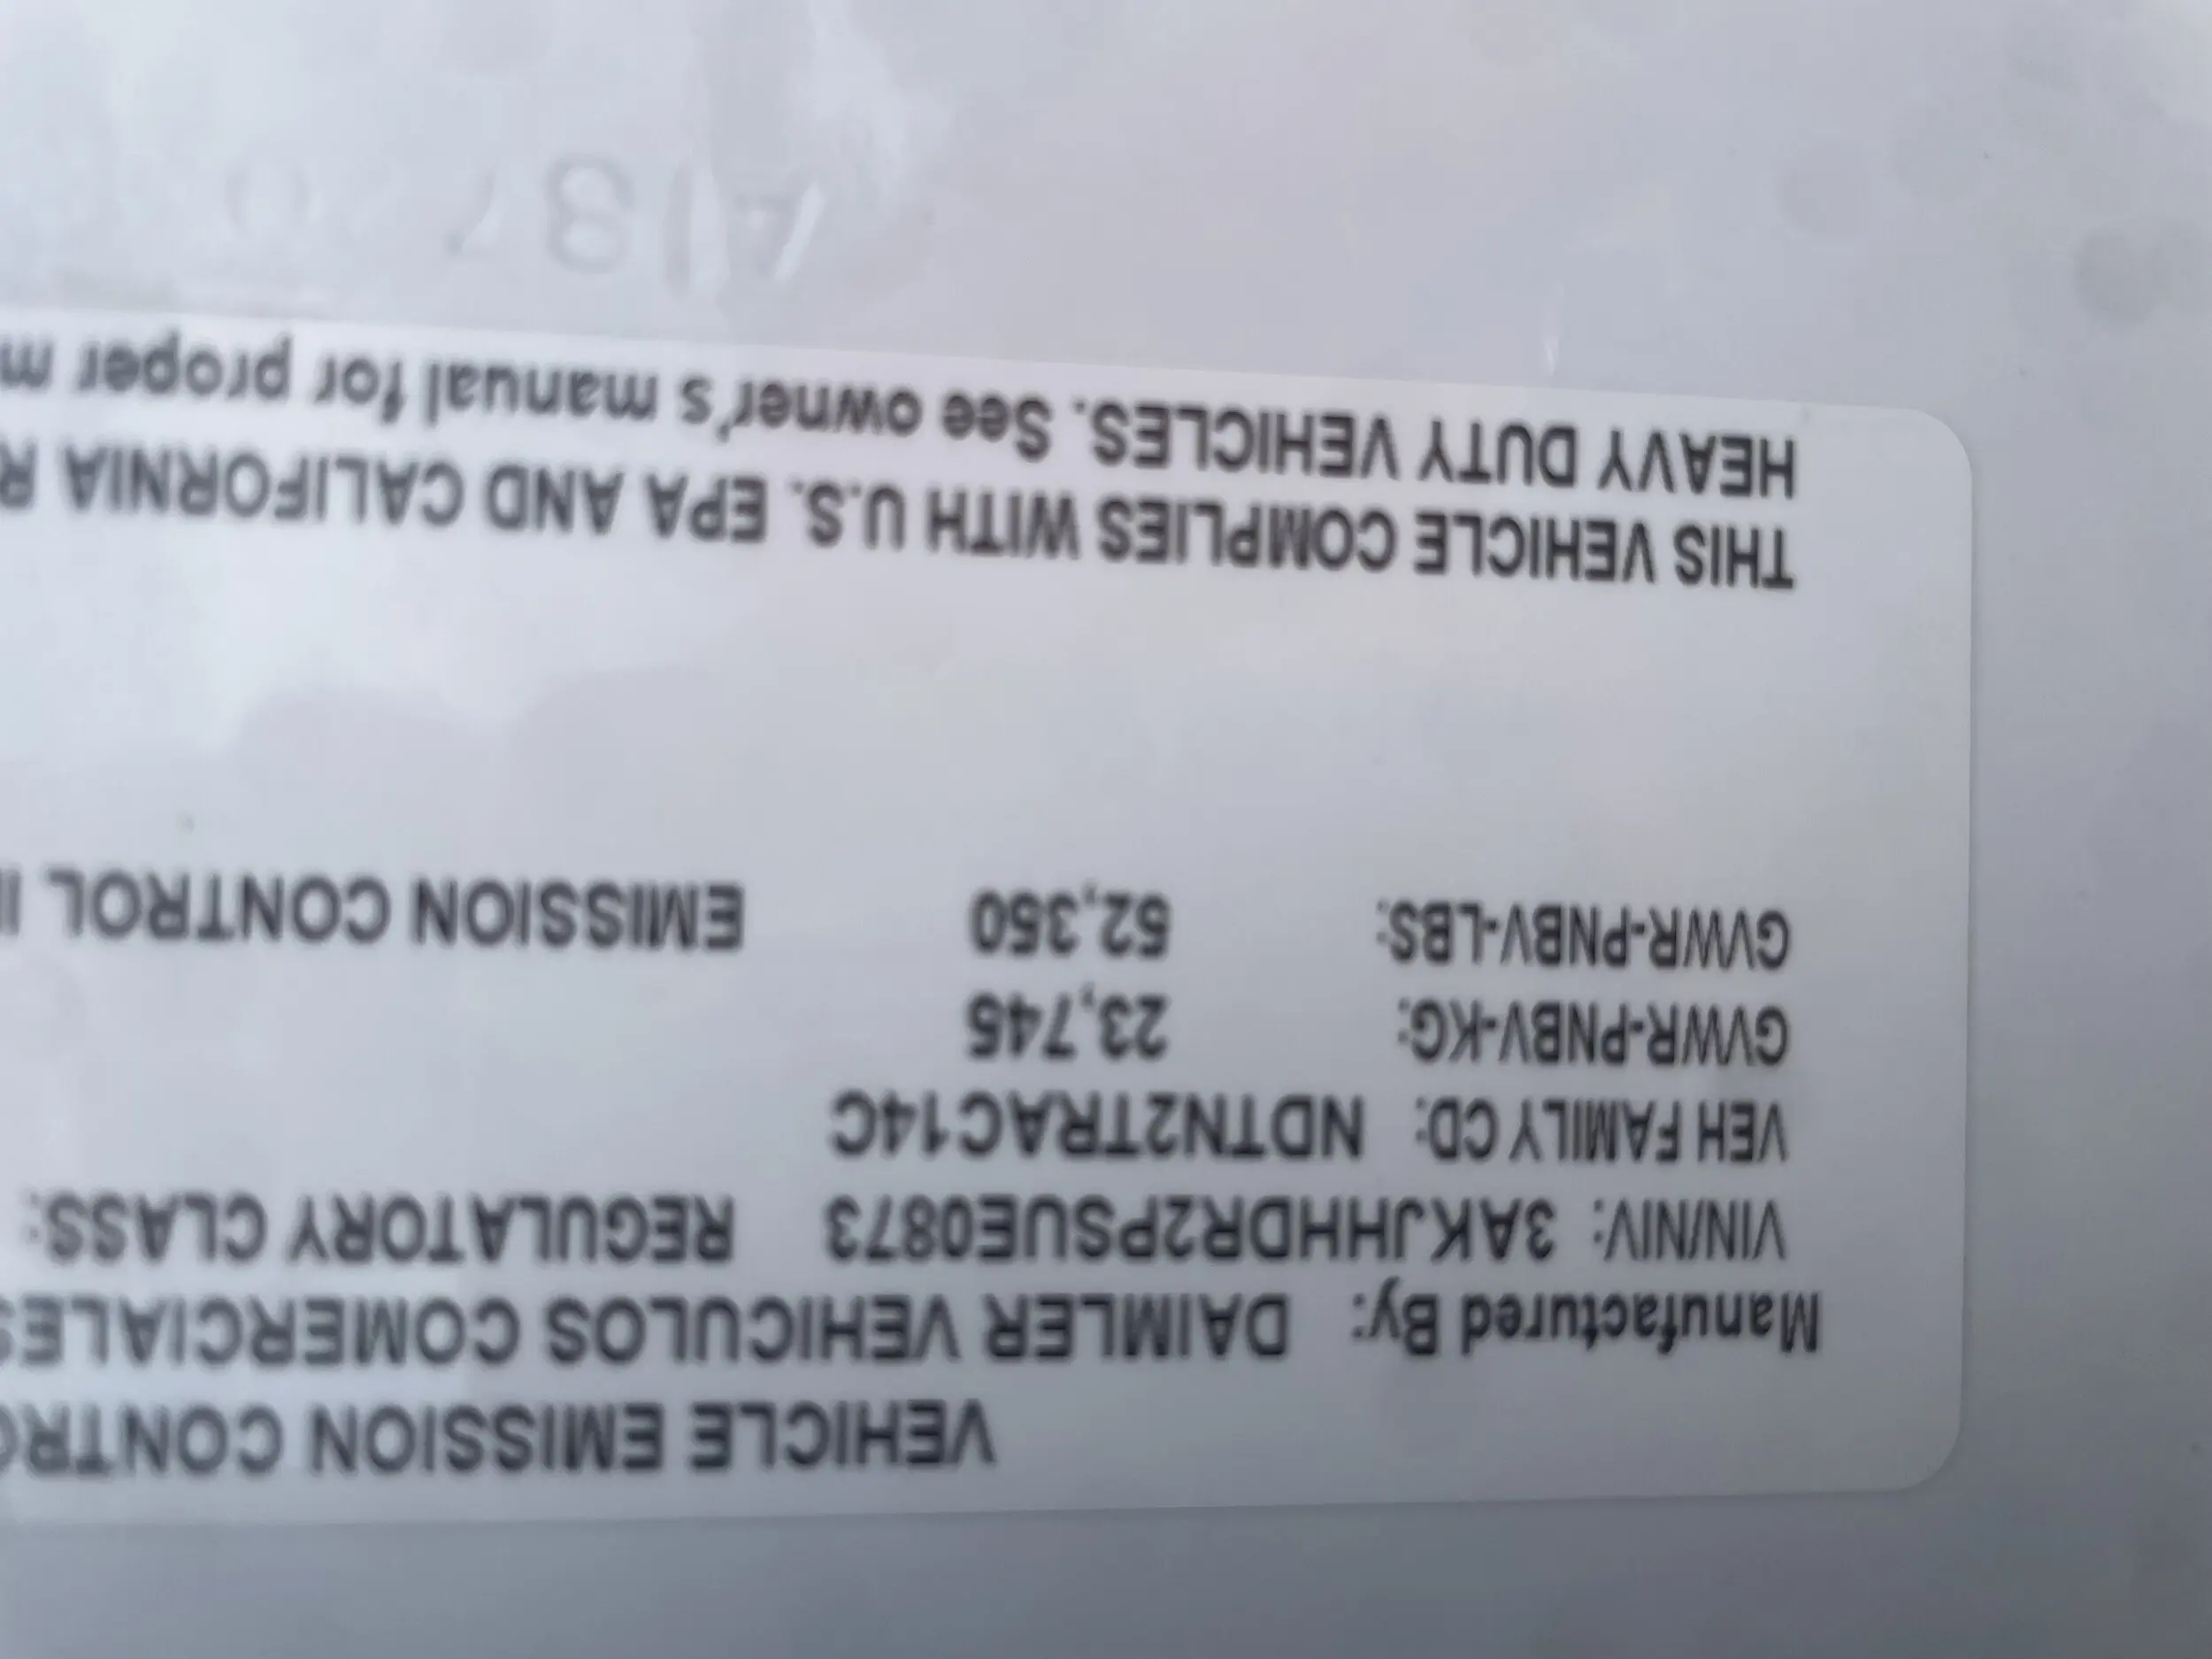 VEHICLE EMISSION CONTRO
Manufactured By: DAIMLER VEHICULOS COMERCIALES
VIN/NIV: 3AKJHHDR2PSUE0873 REGULATORY CLASS:
VEH FAMILY CD: NDTN2TRAC14C
GVWR-PNBV-KG: 23,745
GVWR-PNBV-LBS: 52,350 EMISSION CONTROL I
THIS VEHICLE COMPLIES WITH U.S. EPA AND CALIFORNIA R
HEAVY DUTY VEHICLES. See owner's manual for proper m